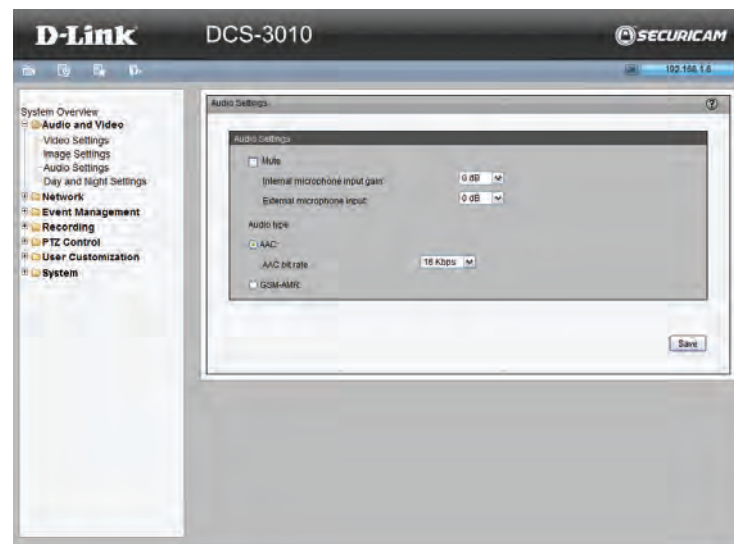 D-Link
DCS-3010
SECURICAM
192.168.1.6
System Overview
Audio and Video
Video Settings
Image Settings
Audio Settings
Day and Night Settings
Network
Event Management
Recording
PTZ Control
User Customization
System
Audio Settings
?
Audio Settings
Mute
Internal microphone input gain:
0 dB
External microphone input:
0 dB
Audio type
AAC:
AAC bit rate
16 Kbps
GSM-AMR:
Save